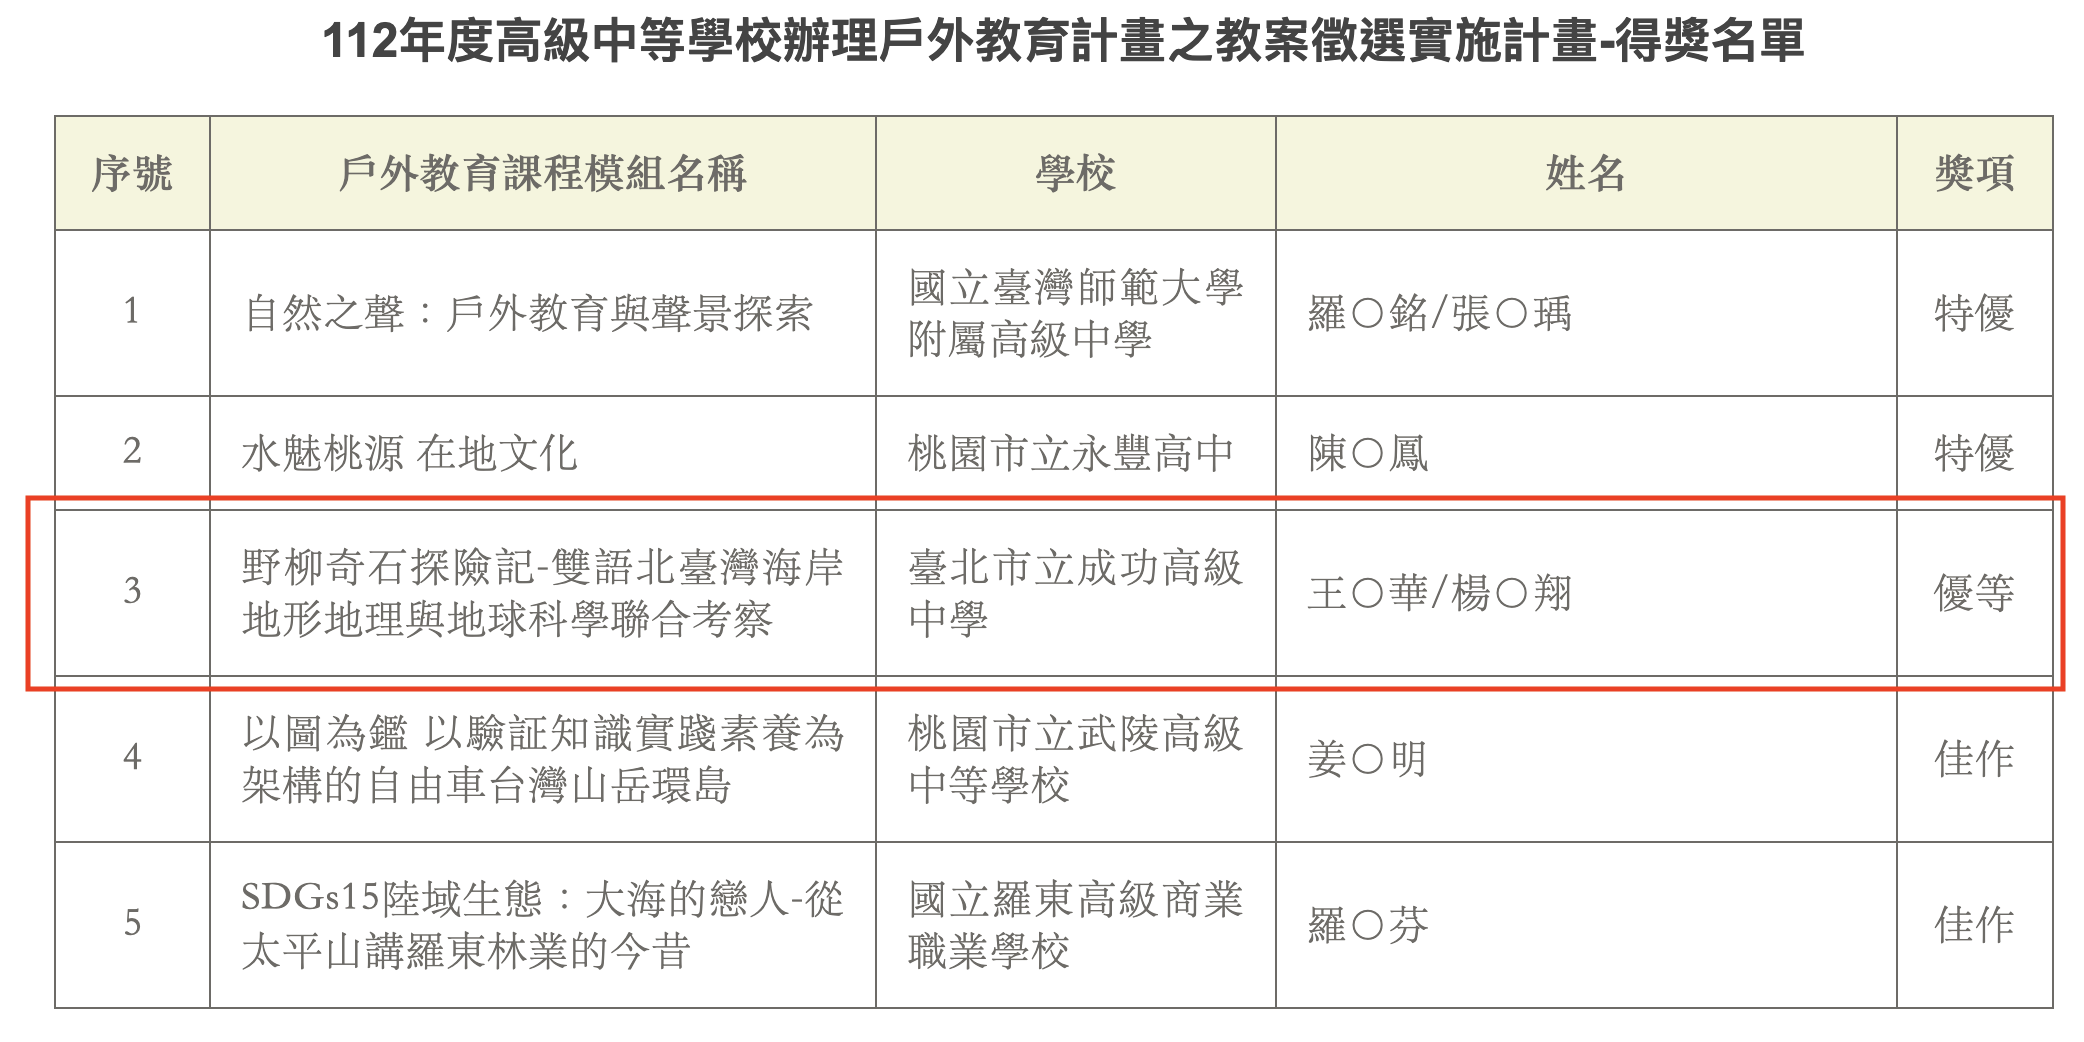 112年度高級中等學校辦理戶外教育計畫之教案徵選實施計畫-得獎名單
序號 戶外教育課程模組名稱 學校 姓名 獎項
1 自然之聲：戶外教育與聲景探索 國立臺灣師範大學 羅○銘/張○瑀 特優
附屬高級中學
2 水魅桃源 在地文化 桃園市立永豐高中 陳○鳳 特優
3 野柳奇石探險記-雙語北臺灣海岸 臺北市立成功高級 王○華/楊○翔 優等
地形地理與地球科學聯合考察 中學
4 以圖為鑑 以驗証知識實踐素養為 桃園市立武陵高級 姜○明 佳作
架構的自由車台灣山岳環島 中等學校
5 SDGs15陸域生態：大海的戀人-從 國立羅東高級商業 羅○芬 佳作
太平山講羅東林業的今昔 職業學校